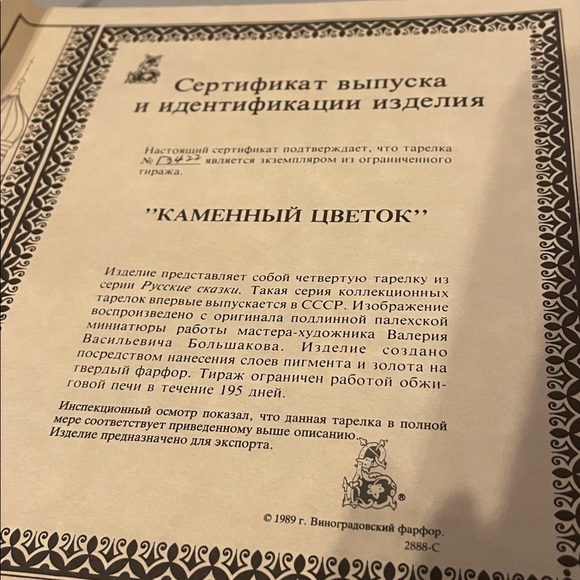 Сертификат выпуска
и идентификации изделия
Настоящий сертификат подтверждает, что тарелка
№ является экземпляром из ограниченного
тиража.
"КАМЕННЫЙ ЦВЕТОК"
Изделие представляет собой четвертую тарелку из
серии Русские сказки. Такая серия коллекционных
тарелок впервые выпускается в СССР. Изображение
воспроизведено с оригинала подлинной палехской
миниатюры работы мастера-художника Валерия
Васильевича Большакова. Изделие создано
посредством нанесения слоев пигмента и золота на
твердый фарфор. Тираж ограничен работой обжи-
говой печи в течение 195 дней.
Инспекционный осмотр показал, что данная тарелка в полной
мере соответствует приведенному выше описанию.
Изделие предназначено для экспорта.
®
© 1989 г. Виноградовский фарфор.
2888-C